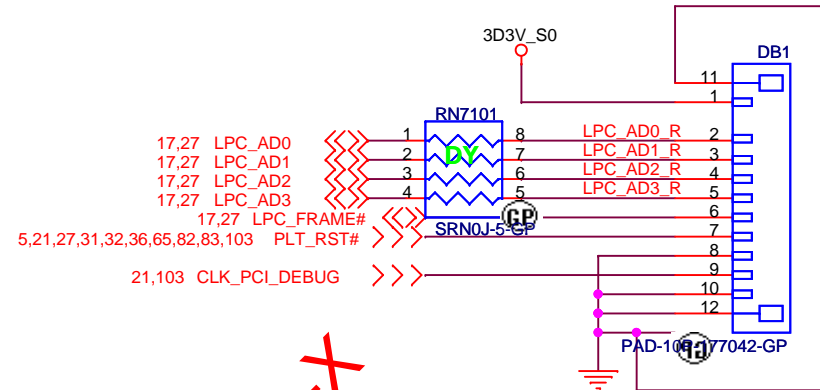 3D3V_S0
DB1
11
1
RN7101
17,27 LPC_AD0 1 8 LPC_AD0_R 2
17,27 LPC_AD1 2 7 LPC_AD1_R 3
17,27 LPC_AD2 3 6 LPC_AD2_R 4
17,27 LPC_AD3 4 5 LPC_AD3_R 5
DY
17,27 LPC_FRAME# 6
GP
SRN0J-5-GP
5,21,27,31,32,36,65,82,83,103 PLT_RST# 7
8
21,103 CLK_PCI_DEBUG 9
10
12
GP
X